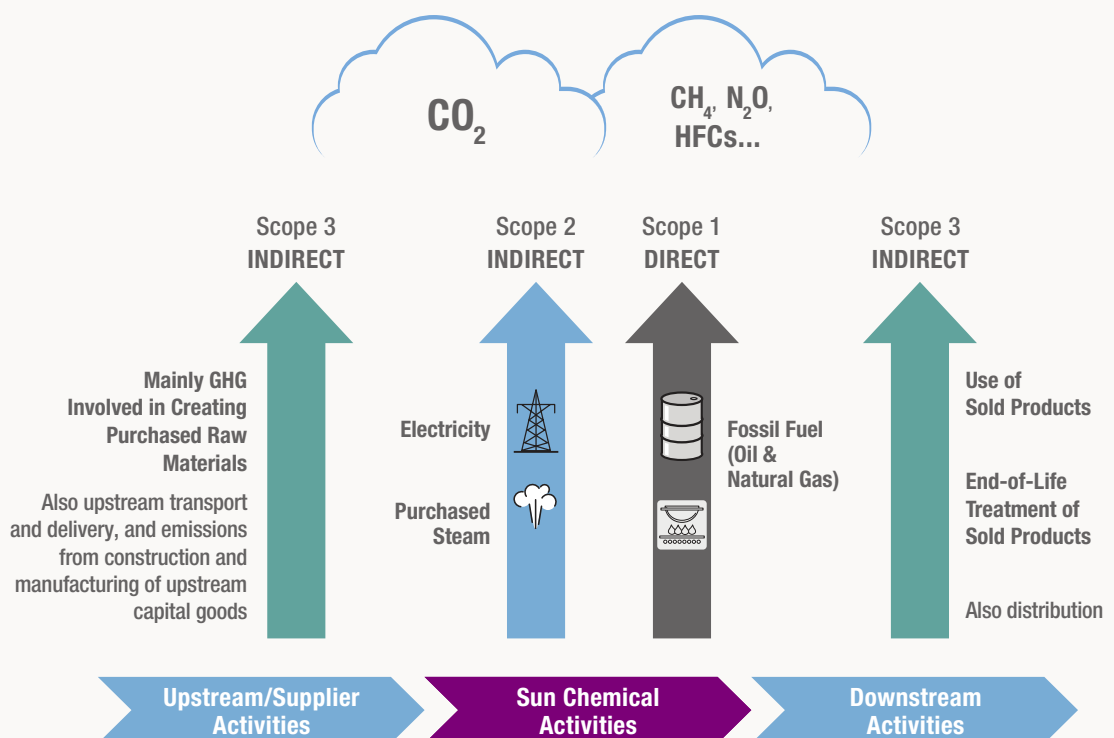 CO₂
CH₄, N₂O,
HFCs...
Scope 3
INDIRECT
Scope 2
INDIRECT
Scope 1
DIRECT
Scope 3
INDIRECT
Mainly GHG
Involved in Creating
Purchased Raw
Materials
Also upstream transport
and delivery, and emissions
from construction and
manufacturing of upstream
capital goods
Electricity
Purchased
Steam
Fossil Fuel
(Oil &
Natural Gas)
Use of
Sold Products
End-of-Life
Treatment of
Sold Products
Also distribution
Upstream/Supplier
Activities
Sun Chemical
Activities
Downstream
Activities